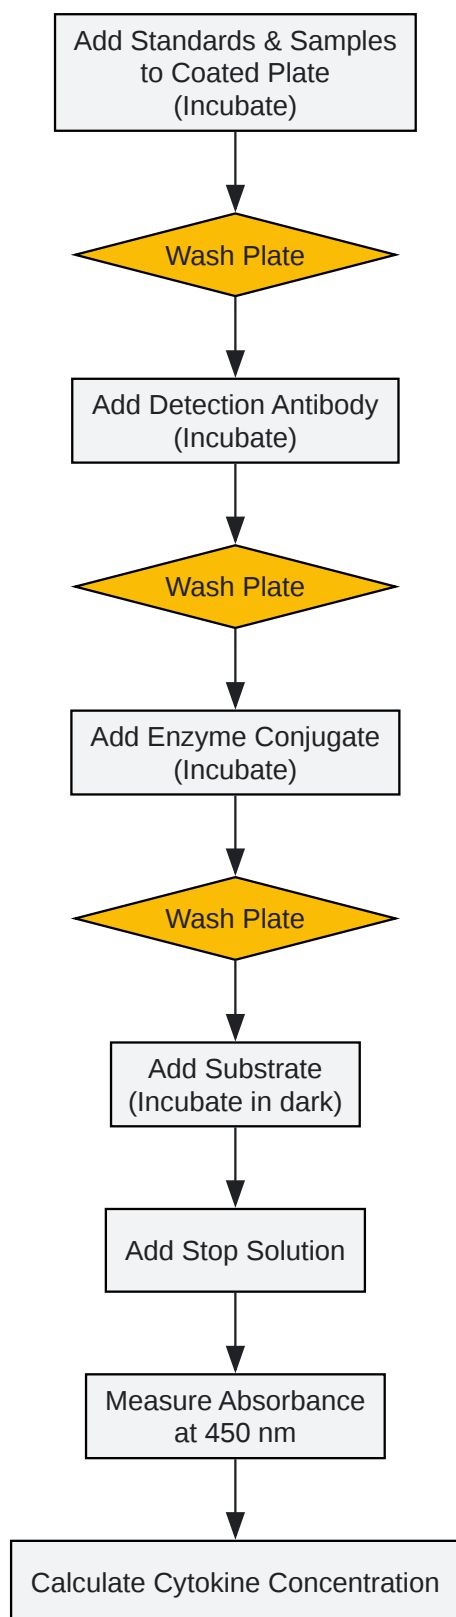 Add Standards & Samples
to Coated Plate
(Incubate)
Wash Plate
Add Detection Antibody
(Incubate)
Wash Plate
Add Enzyme Conjugate
(Incubate)
Wash Plate
Add Substrate
(Incubate in dark)
Add Stop Solution
Measure Absorbance
at 450 nm
Calculate Cytokine Concentration